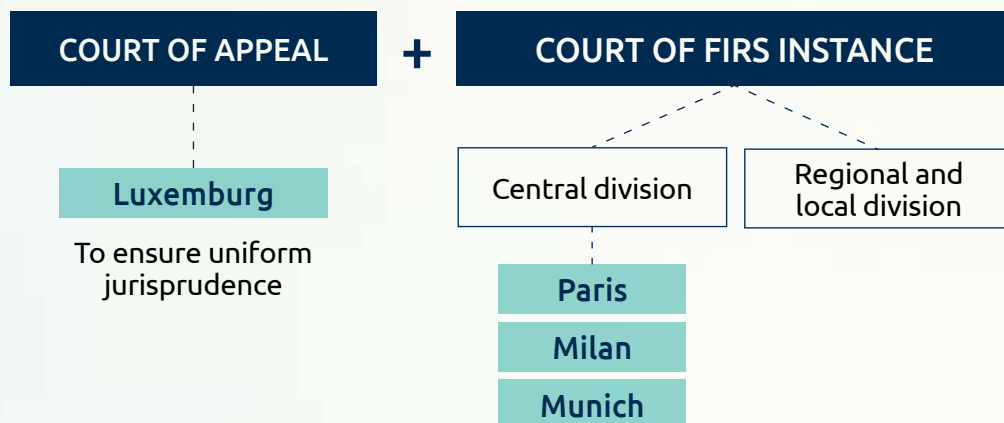 COURT OF APPEAL
+
COURT OF FIRS INSTANCE
Luxemburg
To ensure uniform
jurisprudence
Central division
Regional and
local division
Paris
Milan
Munich